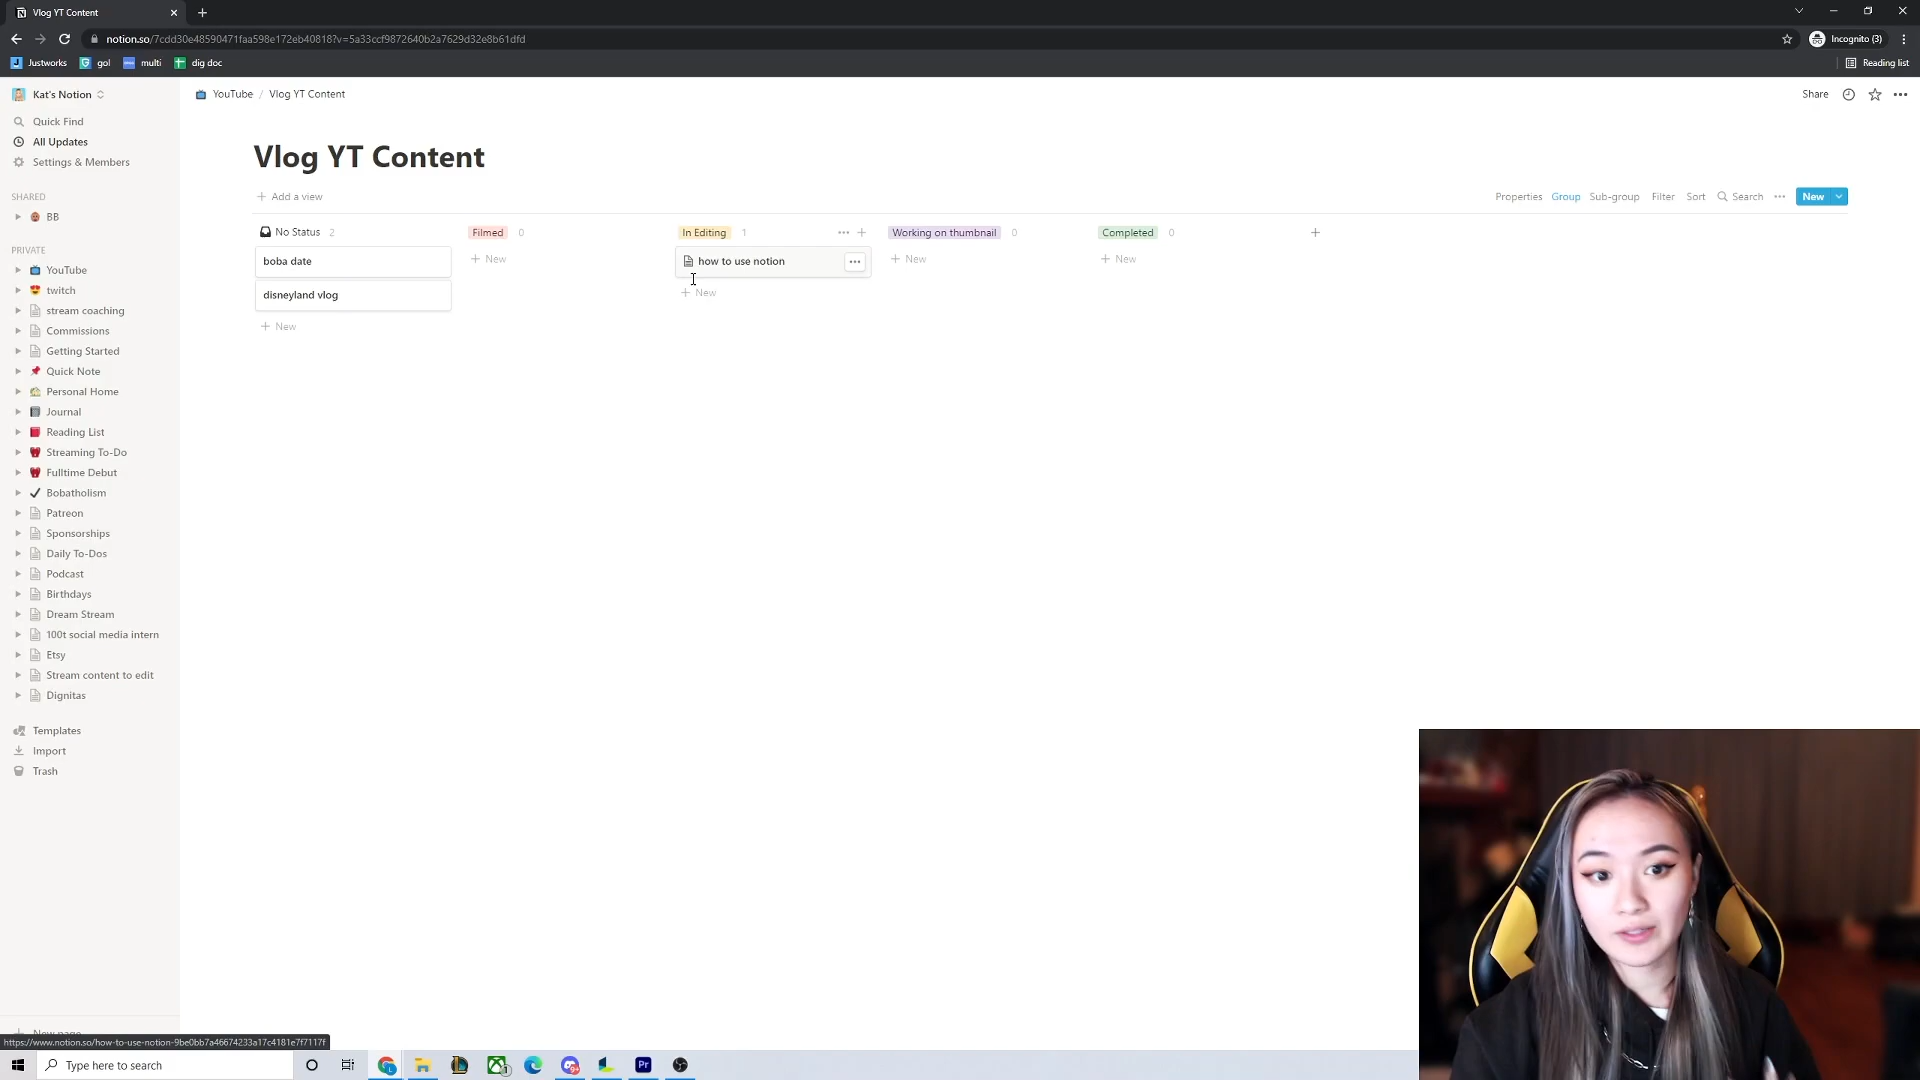 Vlog YT Content
notion.so/7cdd30e48590471faa598e172eb40818?v=5a33ccf9872640b2a7629d32e8b61dfd
Incognito (3)
Justworks
gol
multi
dig doc
Reading list
Kat's Notion
YouTube / Vlog YT Content
Share
Quick Find
All Updates
Settings & Members
SHARED
BB
PRIVATE
YouTube
twitch
stream coaching
Commissions
Getting Started
Quick Note
Personal Home
Journal
Reading List
Streaming To-Do
Fulltime Debut
Bobatholism
Patreon
Sponsorships
Daily To-Dos
Podcast
Birthdays
Dream Stream
100t social media intern
Etsy
Stream content to edit
Dignitas
Templates
Import
Trash
New page
Vlog YT Content
Add a view
Properties Group Sub-group Filter Sort Search New
No Status 2
boba date
disneyland vlog
New
Filmed 0
New
In Editing 1
how to use notion
New
Working on thumbnail 0
New
Completed 0
New
https://www.notion.so/how-to-use-notion-9be0bb7a46674233a17c4181e7f7117f
Type here to search
Pr